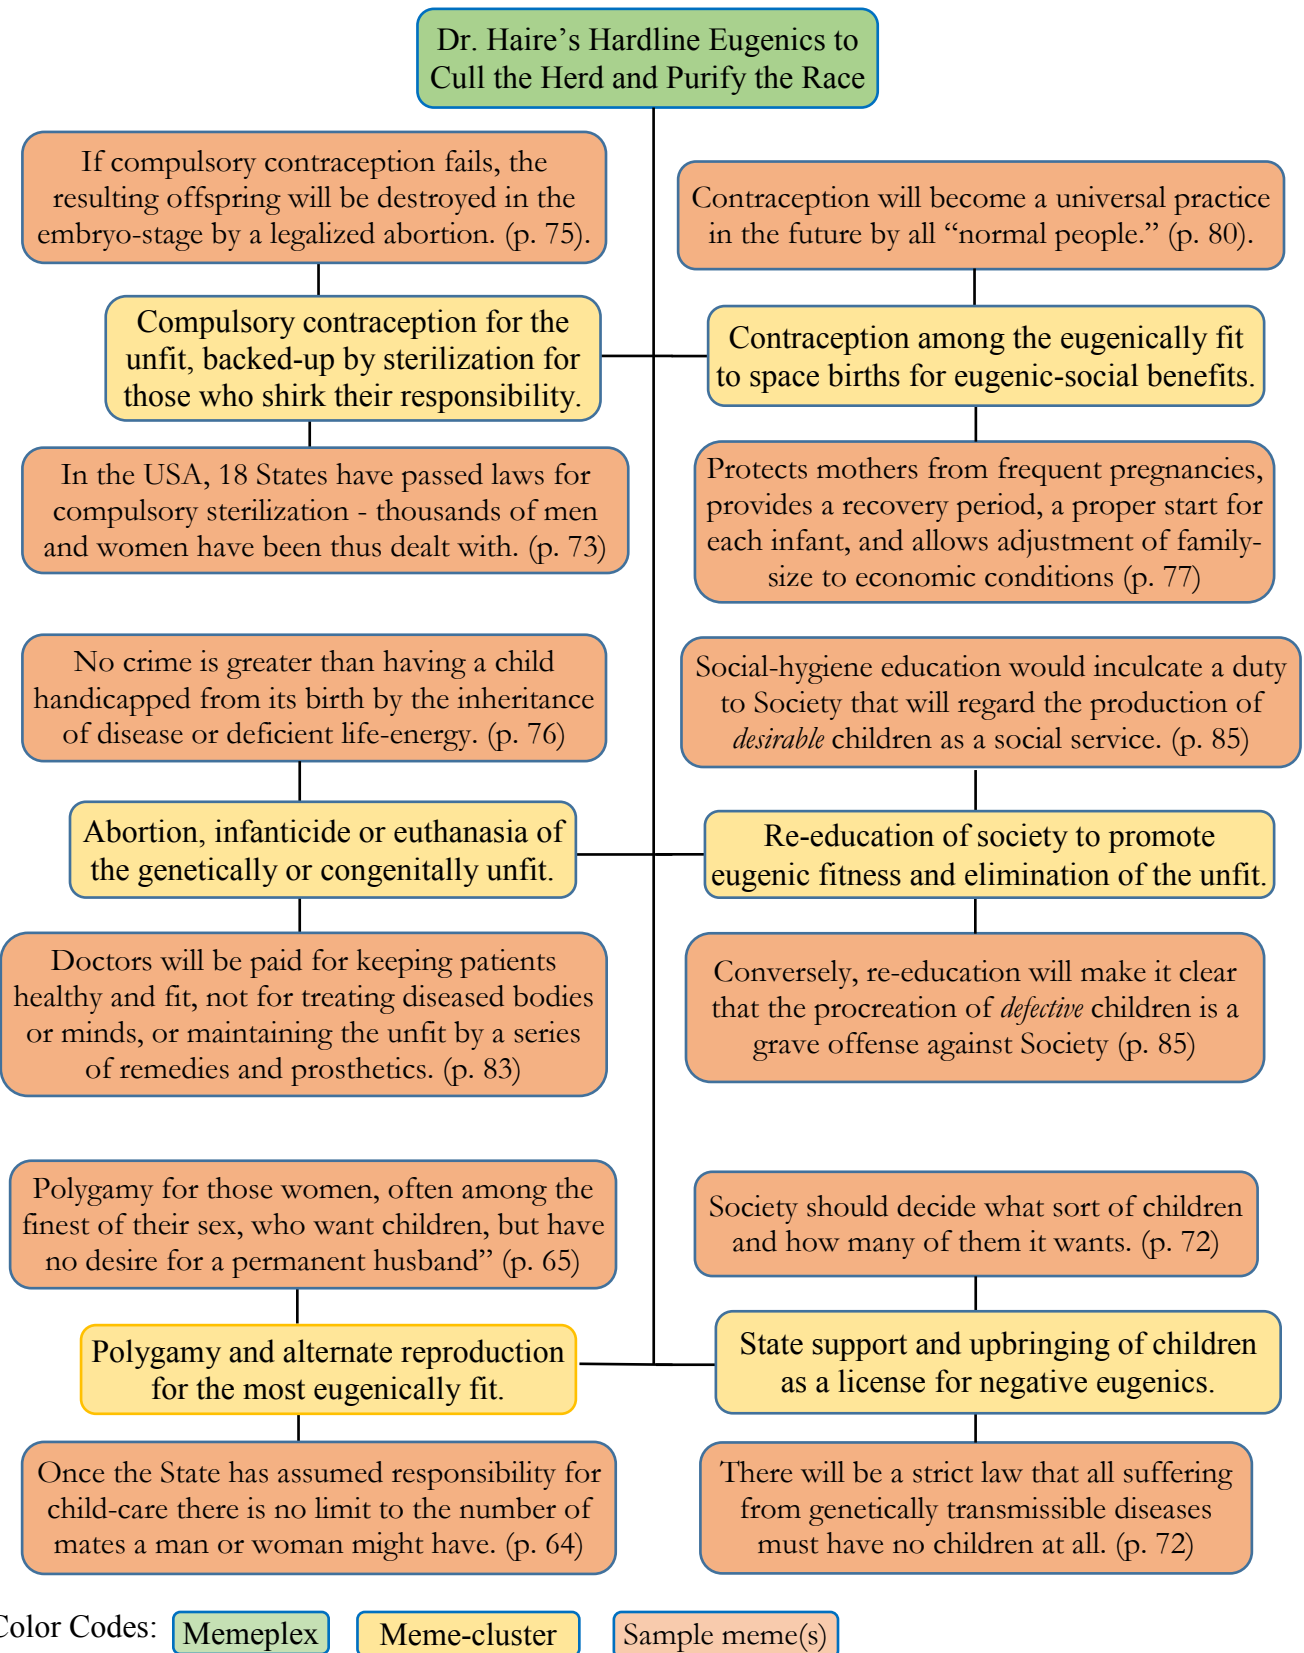 Dr. Haire’s Hardline Eugenics to
Cull the Herd and Purify the Race
If compulsory contraception fails, the
resulting offspring will be destroyed in the
embryo-stage by a legalized abortion. (p. 75).
Contraception will become a universal practice
in the future by all “normal people.” (p. 80).
Compulsory contraception for the
unfit, backed-up by sterilization for
those who shirk their responsibility.
Contraception among the eugenically fit
to space births for eugenic-social benefits.
In the USA, 18 States have passed laws for
compulsory sterilization - thousands of men
and women have been thus dealt with. (p. 73)
Protects mothers from frequent pregnancies,
provides a recovery period, a proper start for
each infant, and allows adjustment of family-
size to economic conditions (p. 77)
No crime is greater than having a child
handicapped from its birth by the inheritance
of disease or deficient life-energy. (p. 76)
Social-hygiene education would inculcate a duty
to Society that will regard the production of
desirable children as a social service. (p. 85)
Abortion, infanticide or euthanasia of
the genetically or congenitally unfit.
Re-education of society to promote
eugenic fitness and elimination of the unfit.
Doctors will be paid for keeping patients
healthy and fit, not for treating diseased bodies
or minds, or maintaining the unfit by a series
of remedies and prosthetics. (p. 83)
Conversely, re-education will make it clear
that the procreation of defective children is a
grave offense against Society (p. 85)
Polygamy for those women, often among the
finest of their sex, who want children, but have
no desire for a permanent husband” (p. 65)
Society should decide what sort of children
and how many of them it wants. (p. 72)
Polygamy and alternate reproduction
for the most eugenically fit.
State support and upbringing of children
as a license for negative eugenics.
Once the State has assumed responsibility for
child-care there is no limit to the number of
mates a man or woman might have. (p. 64)
There will be a strict law that all suffering
from genetically transmissible diseases
must have no children at all. (p. 72)
Color Codes: Memeplex Meme-cluster Sample meme(s)